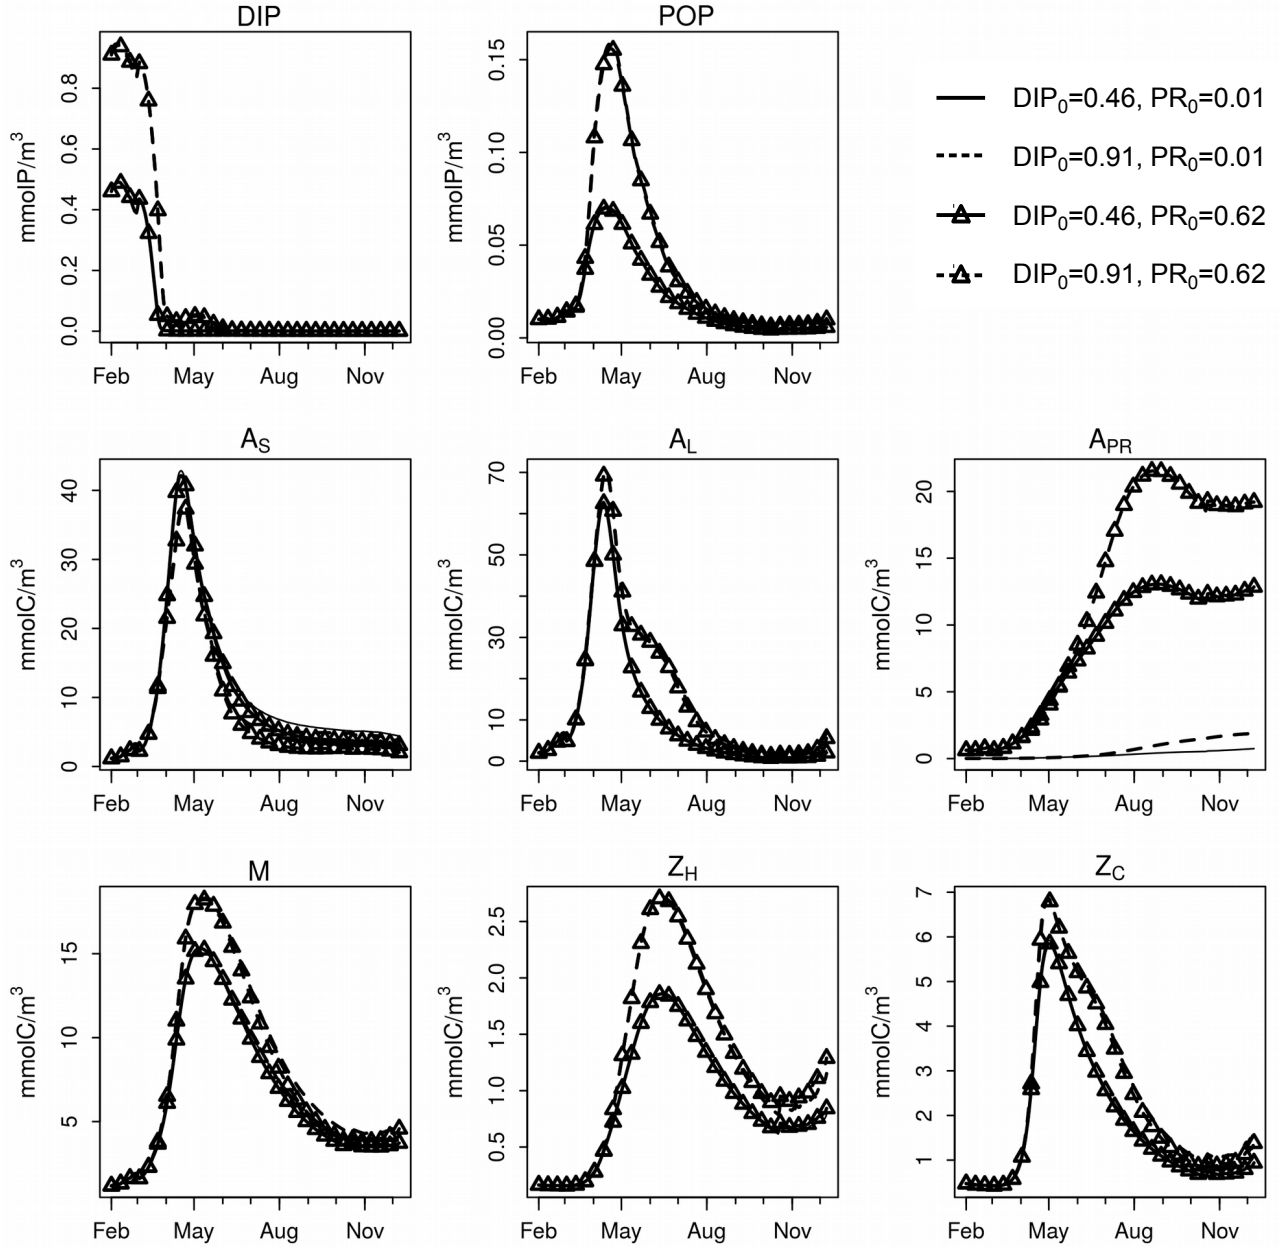 DIP
mmolP/m³
0.0 0.2 0.4 0.6 0.8
Feb May Aug Nov
POP
mmolP/m³
0.00 0.05 0.10 0.15
Feb May Aug Nov
DIP₀=0.46, PR₀=0.01
DIP₀=0.91, PR₀=0.01
DIP₀=0.46, PR₀=0.62
DIP₀=0.91, PR₀=0.62
A_S
mmolC/m³
0 10 20 30 40
Feb May Aug Nov
A_L
mmolC/m³
0 10 30 50 70
Feb May Aug Nov
A_PR
mmolC/m³
0 5 10 15 20
Feb May Aug Nov
M
mmolC/m³
5 10 15
Feb May Aug Nov
Z_H
mmolC/m³
0.5 1.0 1.5 2.0 2.5
Feb May Aug Nov
Z_C
mmolC/m³
1 2 3 4 5 6 7
Feb May Aug Nov